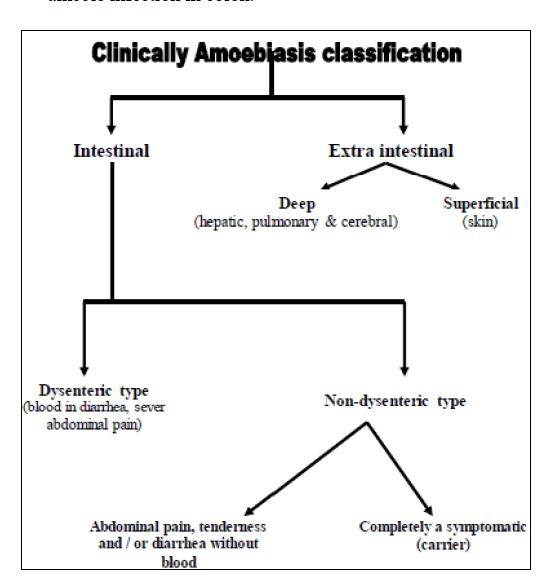 Clinically Amoebiasis classification
Intestinal
Extra intestinal
Deep
(hepatic, pulmonary & cerebral)
Superficial
(skin)
Dysenteric type
(blood in diarrhea, sever
abdominal pain)
Non-dysenteric type
Abdominal pain, tenderness
and / or diarrhea without
blood
Completely a symptomatic
(carrier)